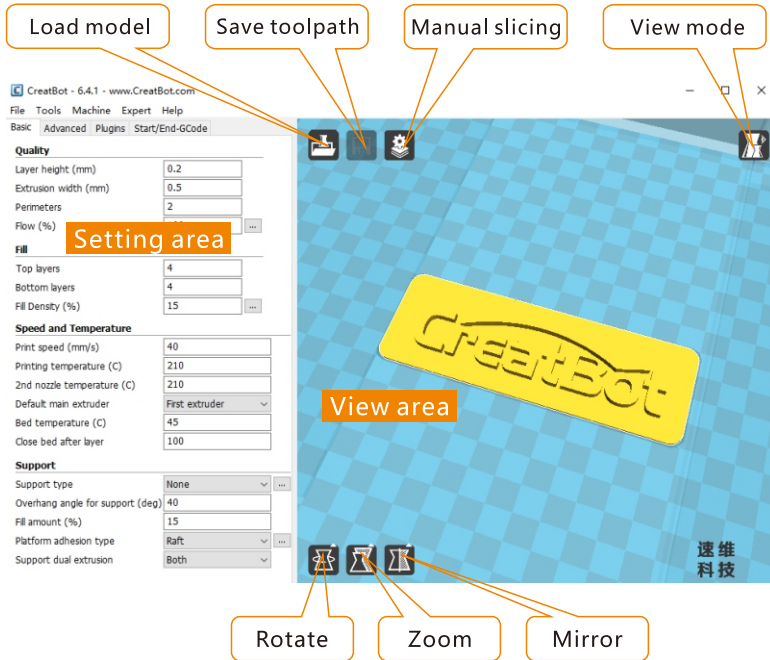 Load model
Save toolpath
Manual slicing
View mode
CreatBot - 6.4.1 - www.CreatBot.com
File Tools Machine Expert Help
Basic Advanced Plugins Start/End-GCode
Quality
Layer height (mm) 0.2
Extrusion width (mm) 0.5
Perimeters 2
Flow (%) ...
Setting area
Fill
Top layers 4
Bottom layers 4
Fill Density (%) 15 ...
Speed and Temperature
Print speed (mm/s) 40
Printing temperature (C) 210
2nd nozzle temperature (C) 210
Default main extruder First extruder
Bed temperature (C) 45
Close bed after layer 100
Support
Support type None ...
Overhang angle for support (deg) 40
Fill amount (%) 15
Platform adhesion type Raft ...
Support dual extrusion Both
CreatBot
View area
速维
科技
Rotate
Zoom
Mirror